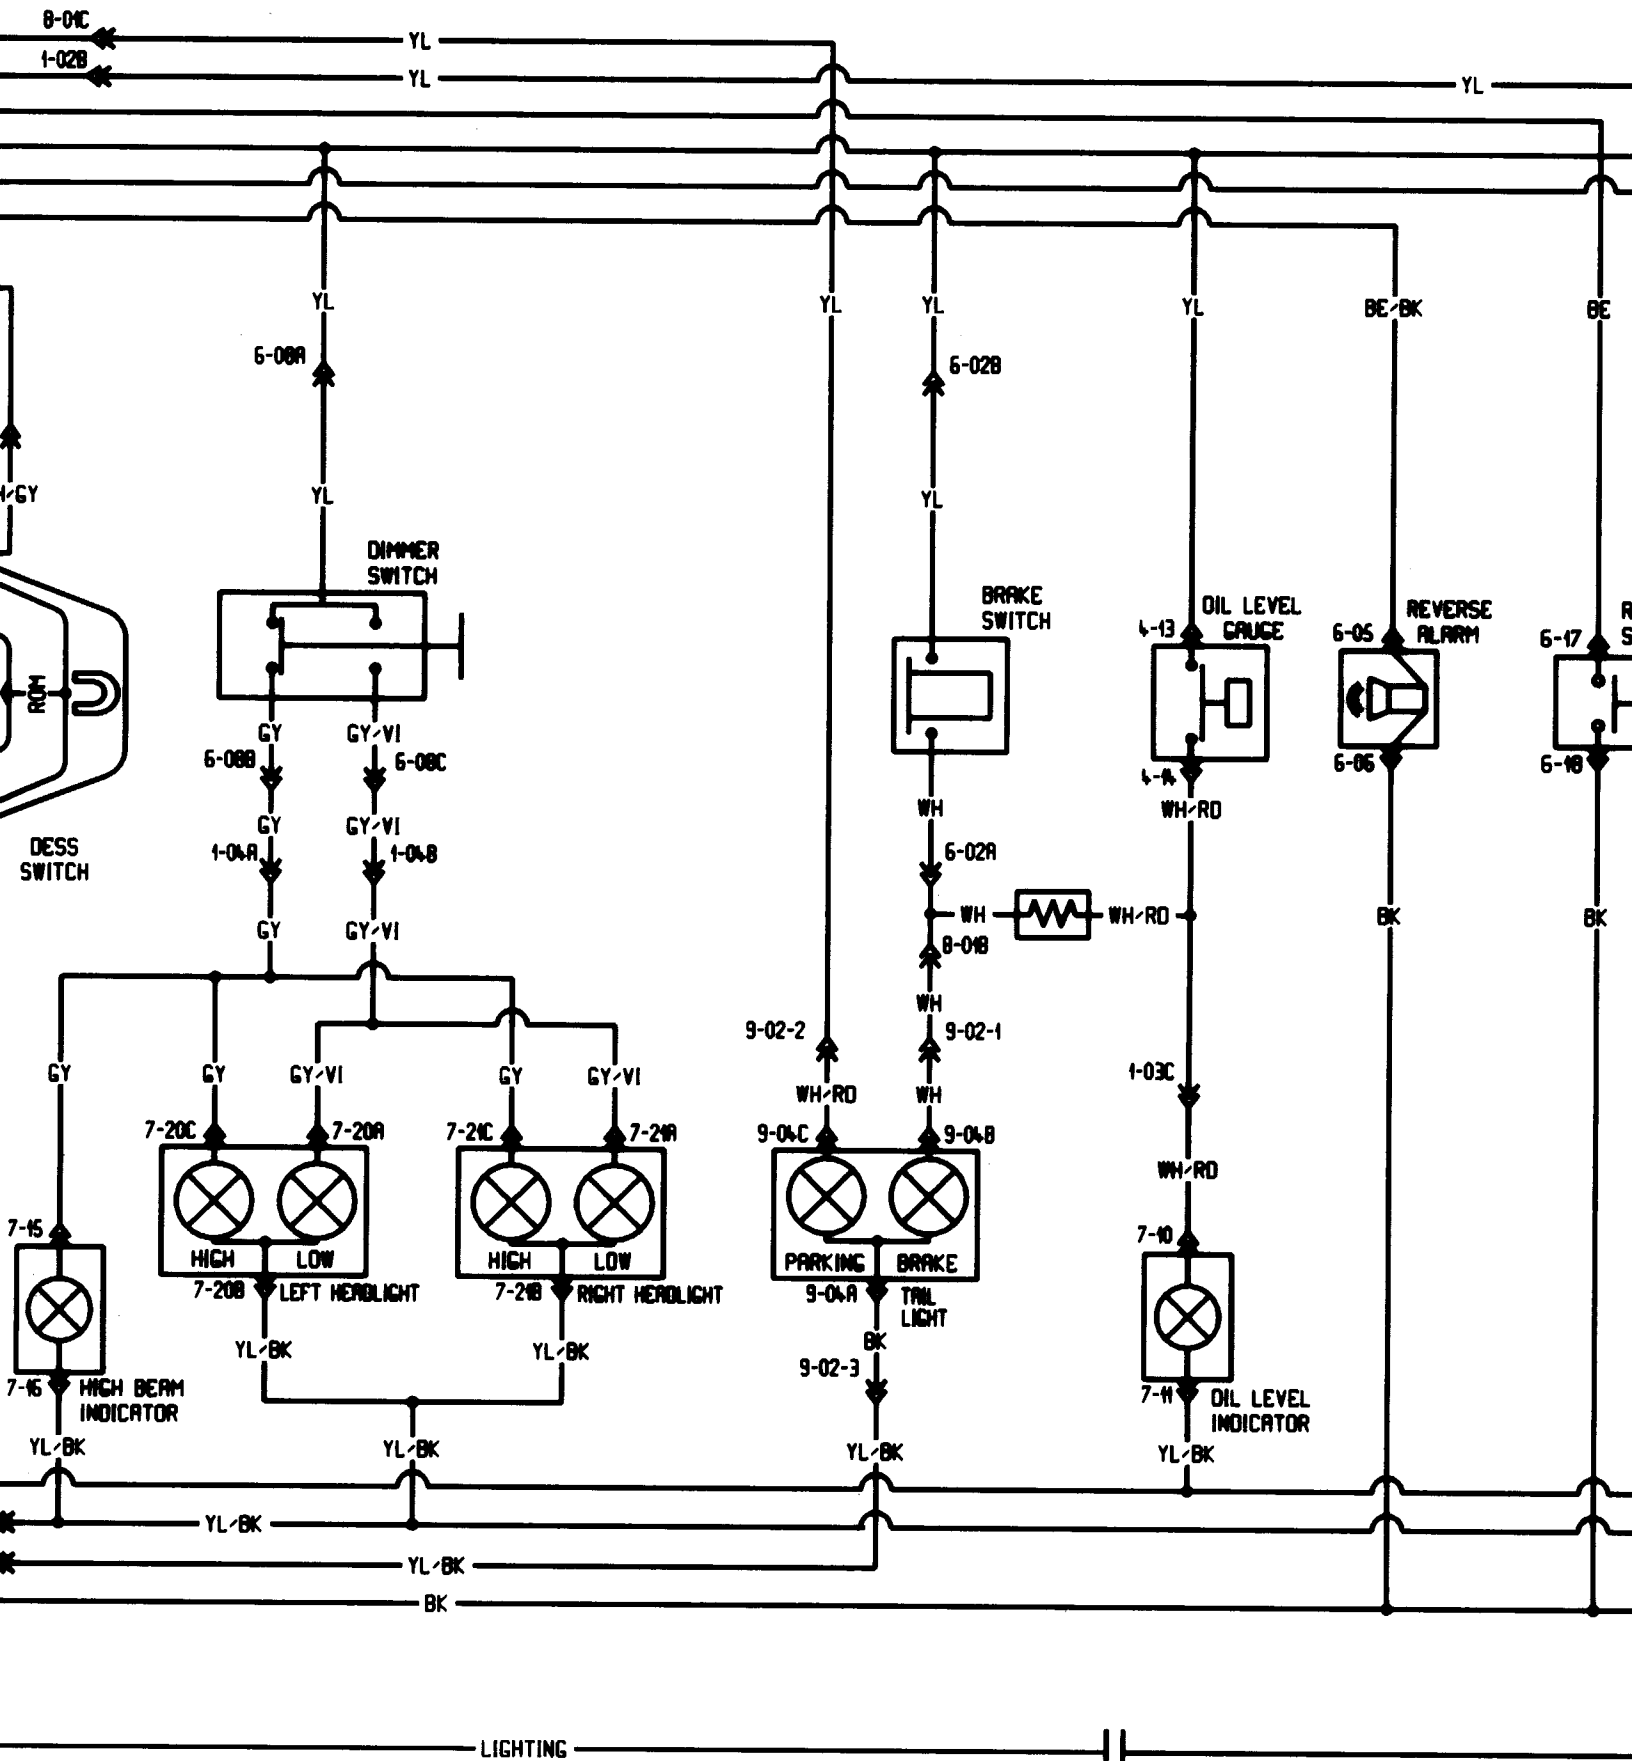 8-01C
YL
1-02B
YL
YL
YL
YL
YL
YL
BE/BK
BE
6-08A
6-02B
H/GY
YL
YL
DIMMER
SWITCH
BRAKE
SWITCH
OIL LEVEL
GAUGE
4-13
REVERSE
ALARM
6-05
6-17
R
S
ROM
GY
GY/VI
6-08B
6-08C
4-14
6-06
6-18
WH
WH/RD
GY
GY/VI
DESS
SWITCH
1-04A
1-04B
6-02A
WH
WH/RD
BK
BK
GY
GY/VI
8-01B
WH
9-02-2
9-02-1
GY
GY
GY/VI
GY
GY/VI
1-03C
WH/RD
WH
7-20C
7-20A
7-21C
7-21A
9-04C
9-04B
WH/RD
7-15
7-10
HIGH
LOW
HIGH
LOW
PARKING
BRAKE
7-20B
LEFT HEADLIGHT
7-21B
RIGHT HEADLIGHT
9-04A
TAIL
LIGHT
YL/BK
YL/BK
BK
9-02-3
7-16
HIGH BEAM
INDICATOR
7-11
OIL LEVEL
INDICATOR
YL/BK
YL/BK
YL/BK
YL/BK
YL/BK
YL/BK
BK
LIGHTING